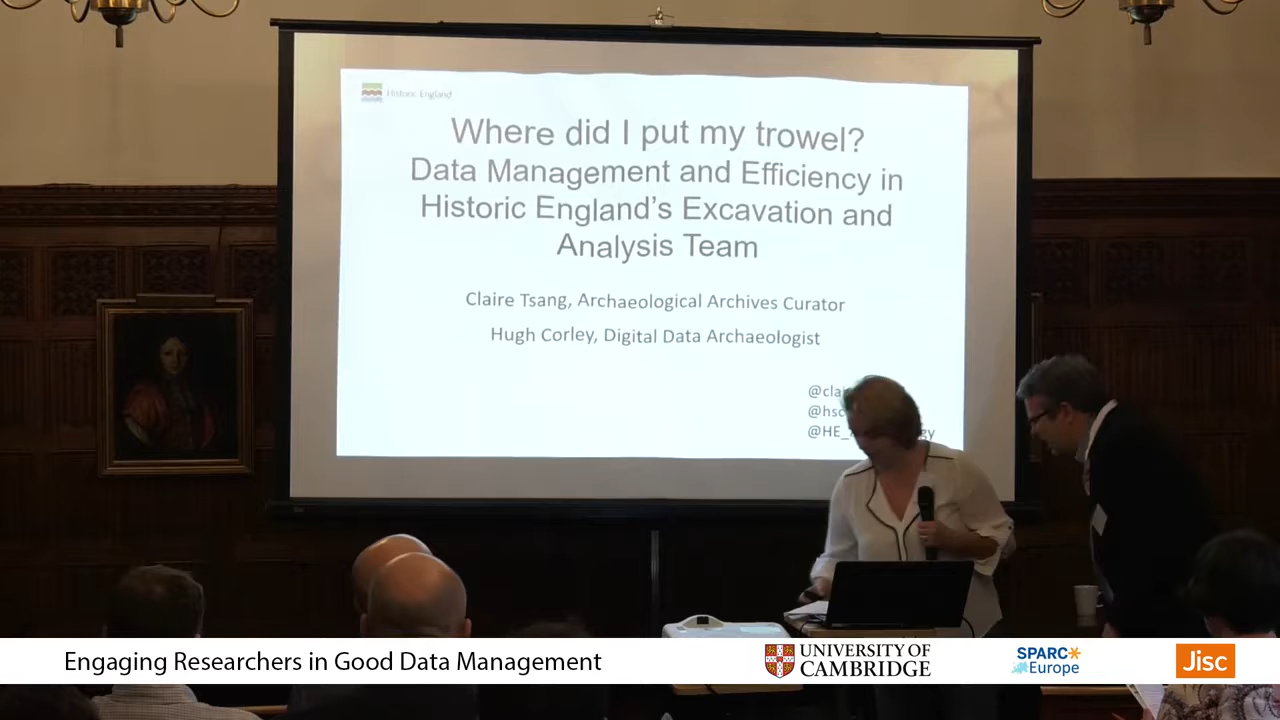 Historic England
Where did I put my trowel?
Data Management and Efficiency in
Historic England's Excavation and
Analysis Team
Claire Tsang, Archaeological Archives Curator
Hugh Corley, Digital Data Archaeologist
Engaging Researchers in Good Data Management
UNIVERSITY OF
CAMBRIDGE
SPARC
Europe
Jisc